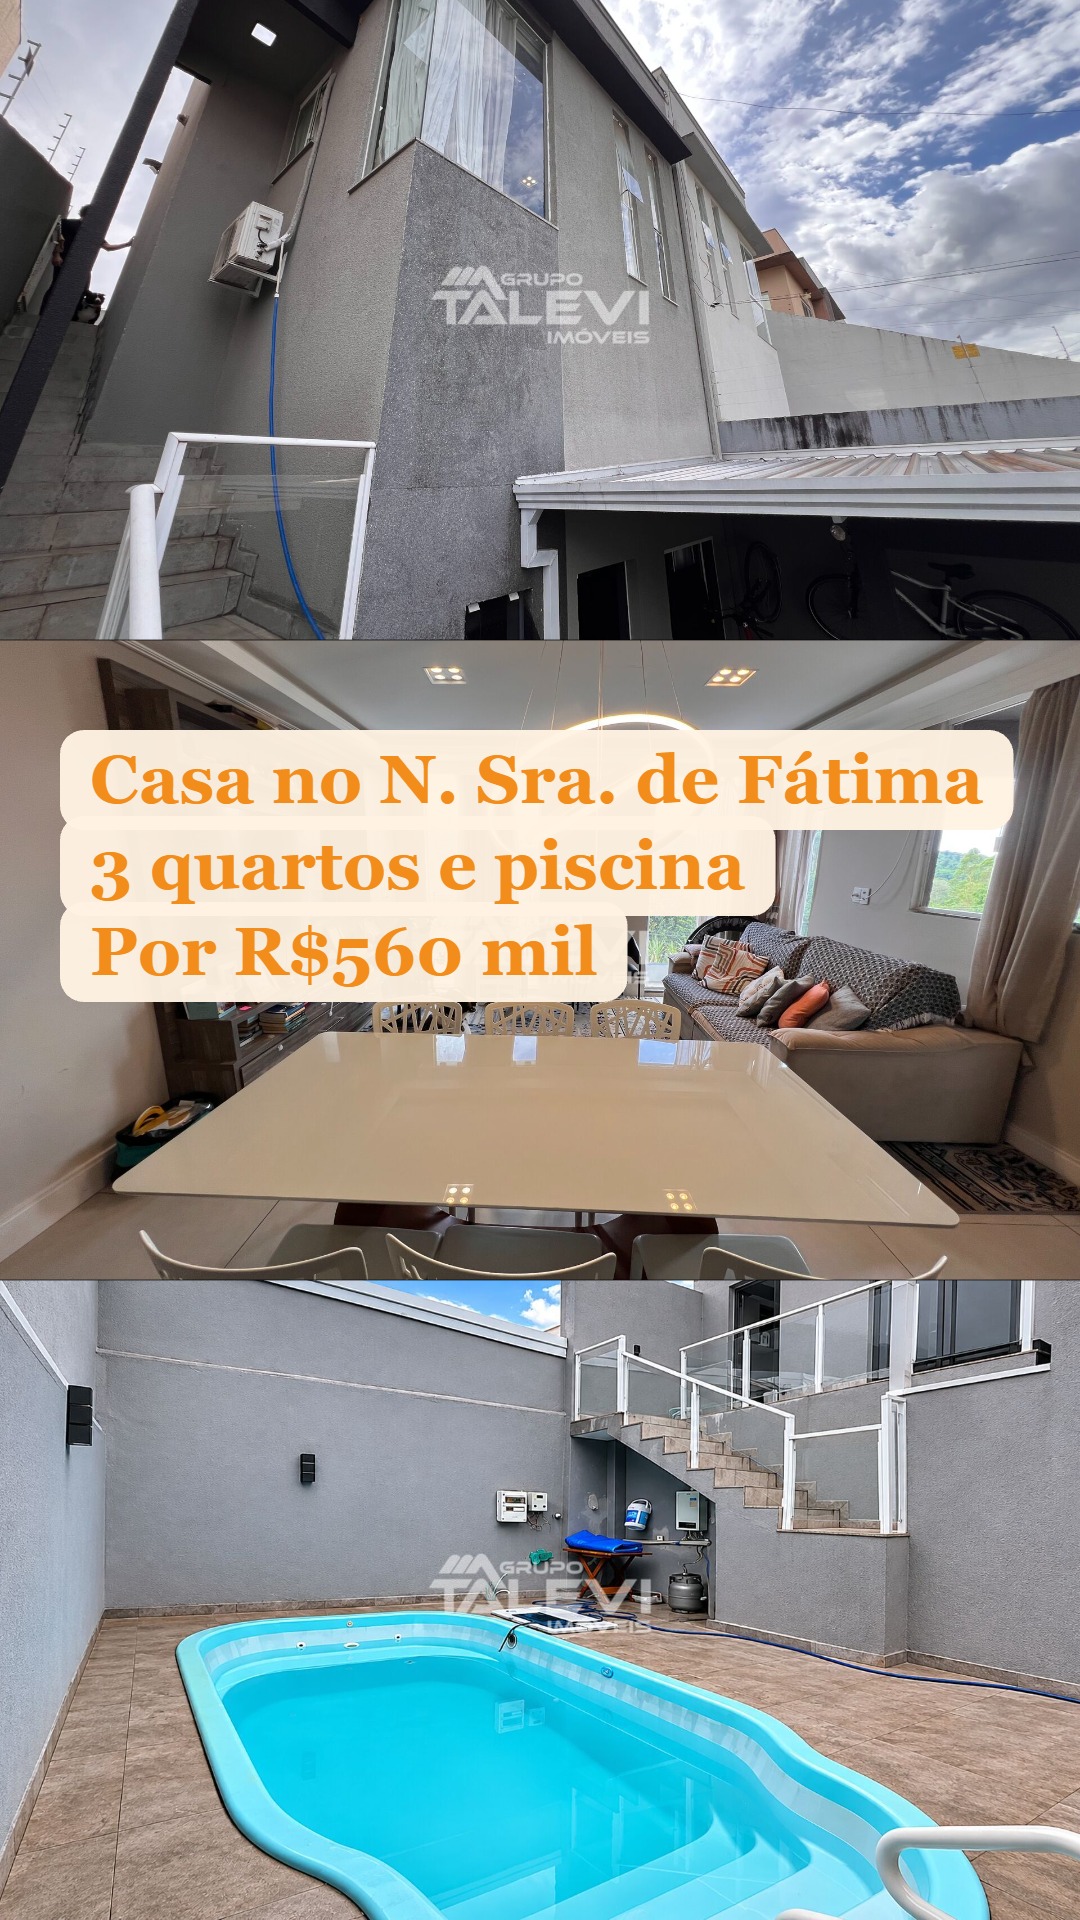 GRUPO
TALEVI
IMÓVEIS
Casa no N. Sra. de Fátima
3 quartos e piscina
Por R$560 mil
GRUPO
TALEVI
IMÓVEIS